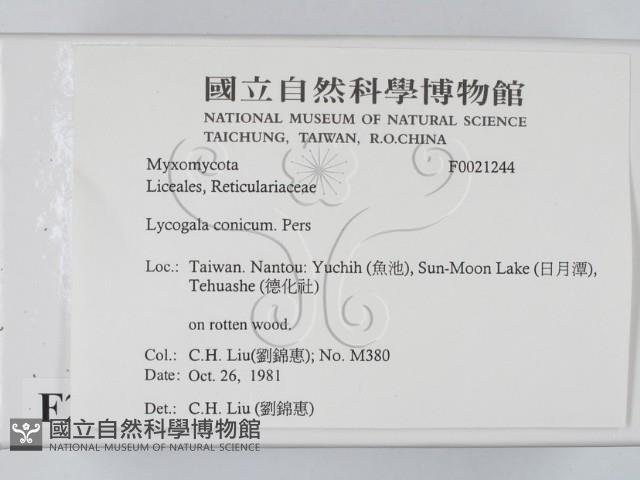 國立自然科學博物館
NATIONAL MUSEUM OF NATURAL SCIENCE
TAICHUNG, TAIWAN, R.O.CHINA
Myxomycota F0021244
Liceales, Reticulariaceae
Lycogala conicum. Pers
Loc.: Taiwan. Nantou: Yuchih (魚池), Sun-Moon Lake (日月潭),
Tehuashe (德化社)
on rotten wood.
Col.: C.H. Liu(劉錦惠); No. M380
Date: Oct. 26, 1981
Det.: C.H. Liu (劉錦惠)
國立自然科學博物館
NATIONAL MUSEUM OF NATURAL SCIENCE